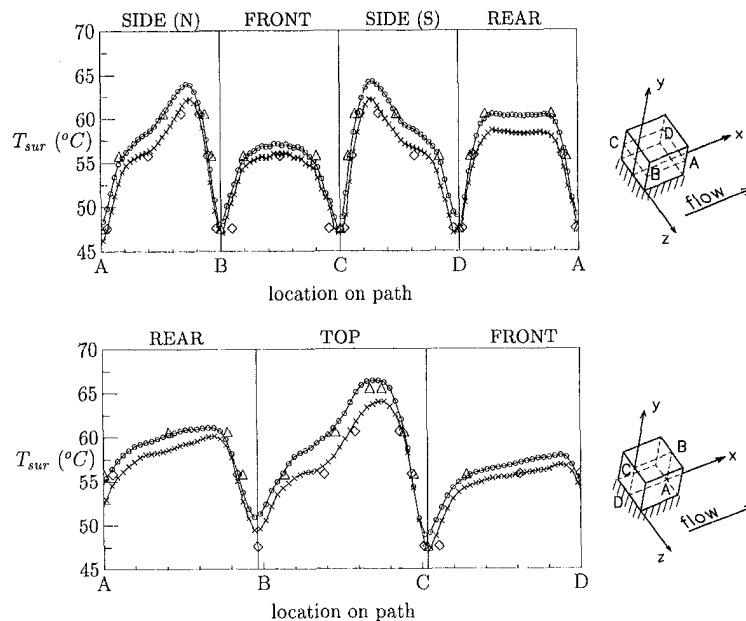 SIDE (N) FRONT SIDE (S) REAR
70
65
60
T_sur (°C)
55
50
45
A B C D A
location on path
y
D
C
x
B
A
flow
z
REAR TOP FRONT
70
65
60
T_sur (°C)
55
50
45
A B C D
location on path
y
B
C
x
D
A
flow
z